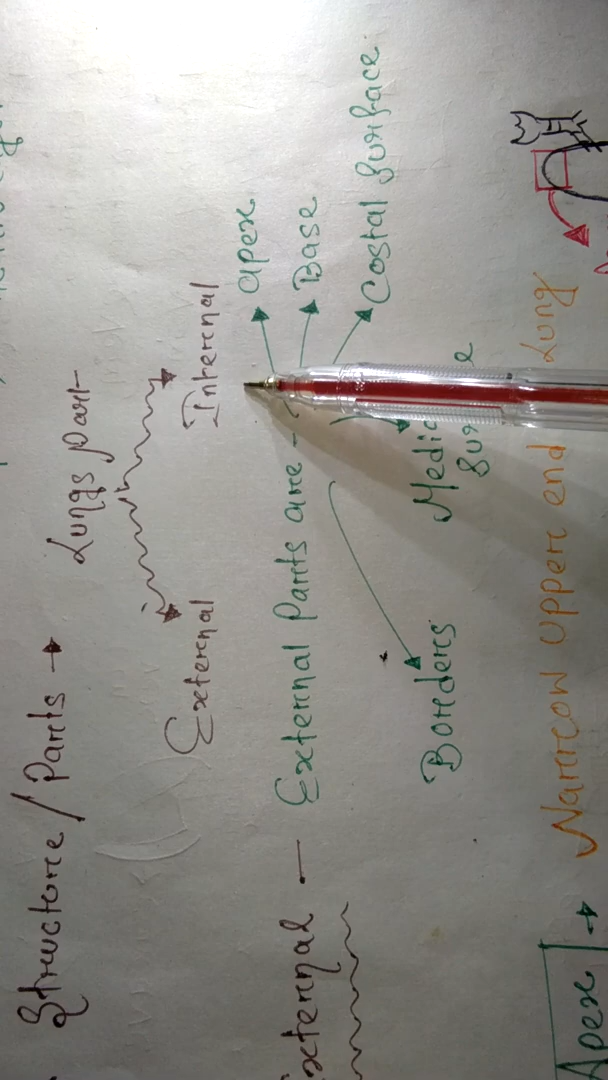 Structure / Parts → Lungs part
External Internal
External — External Parts are -
apex
Base
Costal surface
Borders
Apex → Narrow Upper end Lung